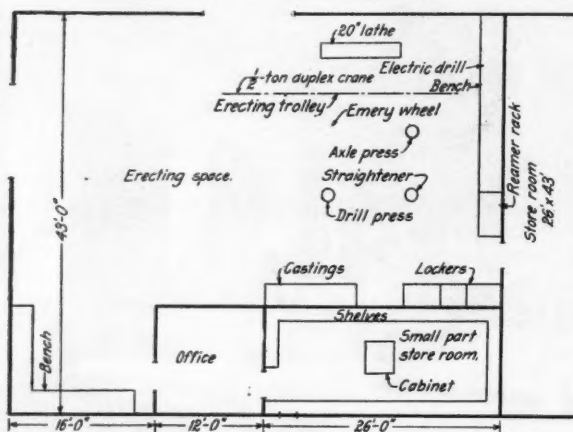 20" lathe
Electric drill
½-ton duplex crane
Bench
Erecting trolley
Emery wheel
Axle press
Reamer rack
Store room
26' x 43'
Erecting space.
Straightener
Drill press
43'-0"
Castings
Lockers
Shelves
Bench
Office
Small part
store room.
Cabinet
16'-0"
12'-0"
26'-0"